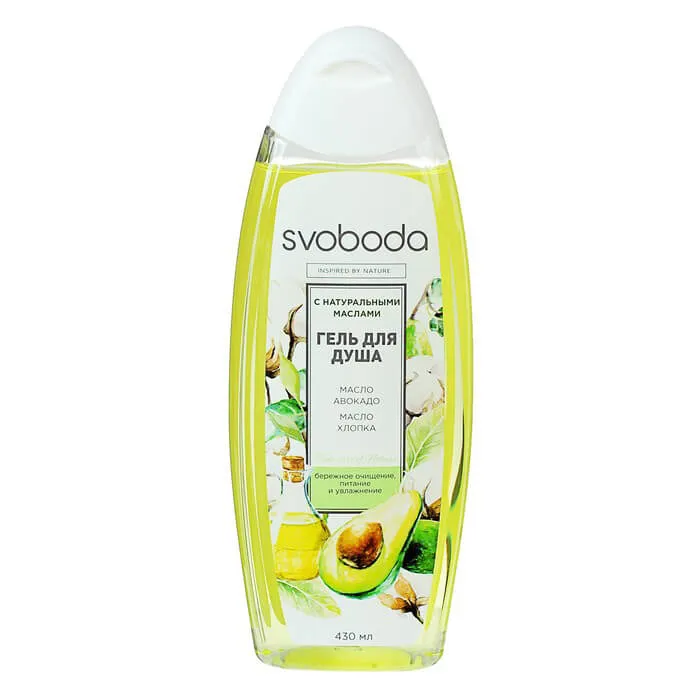 svoboda
INSPIRED BY NATURE
С НАТУРАЛЬНЫМИ
МАСЛАМИ
ГЕЛЬ ДЛЯ
ДУША
МАСЛО
АВОКАДО
МАСЛО
ХЛОПКА
бережное очищение,
питание
и увлажнение
430 мл